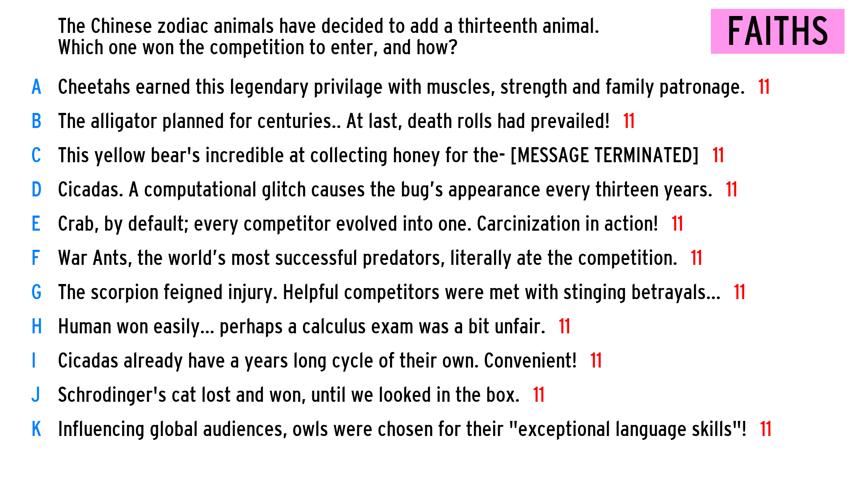 The Chinese zodiac animals have decided to add a thirteenth animal.
Which one won the competition to enter, and how?
FAITHS
A Cheetahs earned this legendary privilage with muscles, strength and family patronage. 11
B The alligator planned for centuries.. At last, death rolls had prevailed! 11
C This yellow bear's incredible at collecting honey for the- [MESSAGE TERMINATED] 11
D Cicadas. A computational glitch causes the bug’s appearance every thirteen years. 11
E Crab, by default; every competitor evolved into one. Carcinization in action! 11
F War Ants, the world’s most successful predators, literally ate the competition. 11
G The scorpion feigned injury. Helpful competitors were met with stinging betrayals... 11
H Human won easily... perhaps a calculus exam was a bit unfair. 11
I Cicadas already have a years long cycle of their own. Convenient! 11
J Schrodinger's cat lost and won, until we looked in the box. 11
K Influencing global audiences, owls were chosen for their "exceptional language skills"! 11